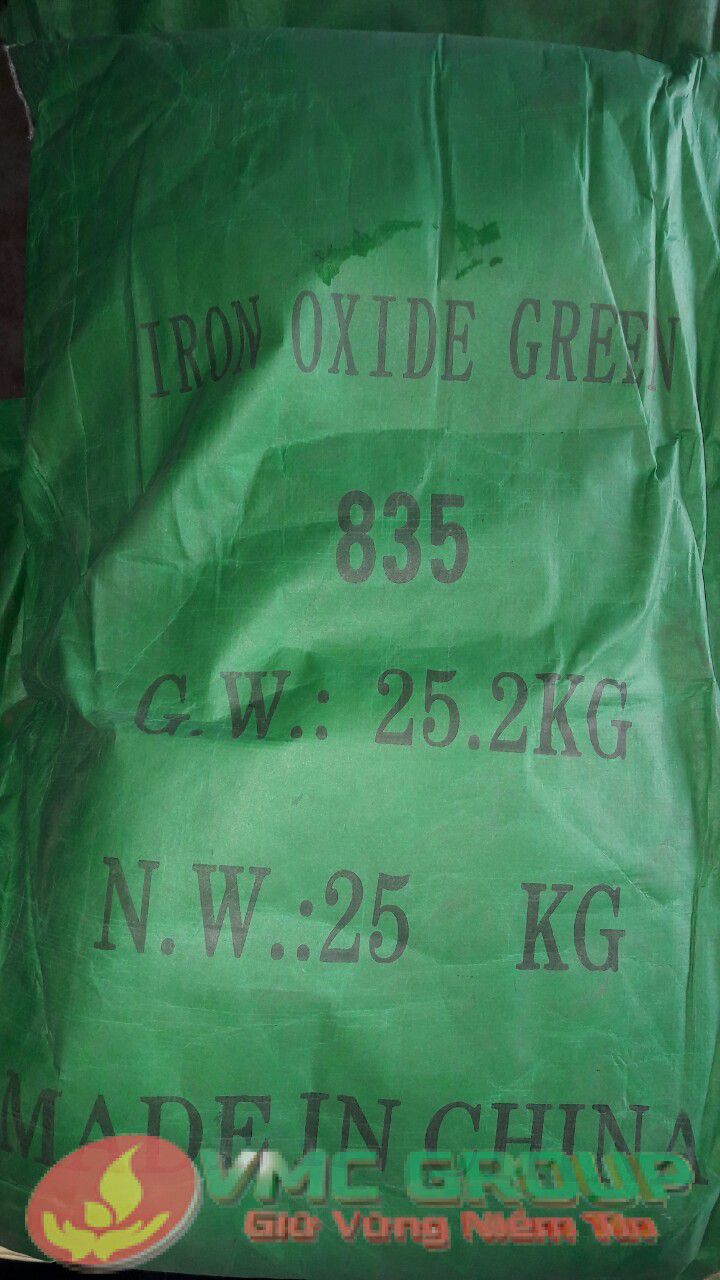 IRON OXIDE GREEN
835
G.W.: 25.2KG
N.W.:25 KG
MADE IN CHINA
VMC GROUP
Giữ Vững Niềm Tin